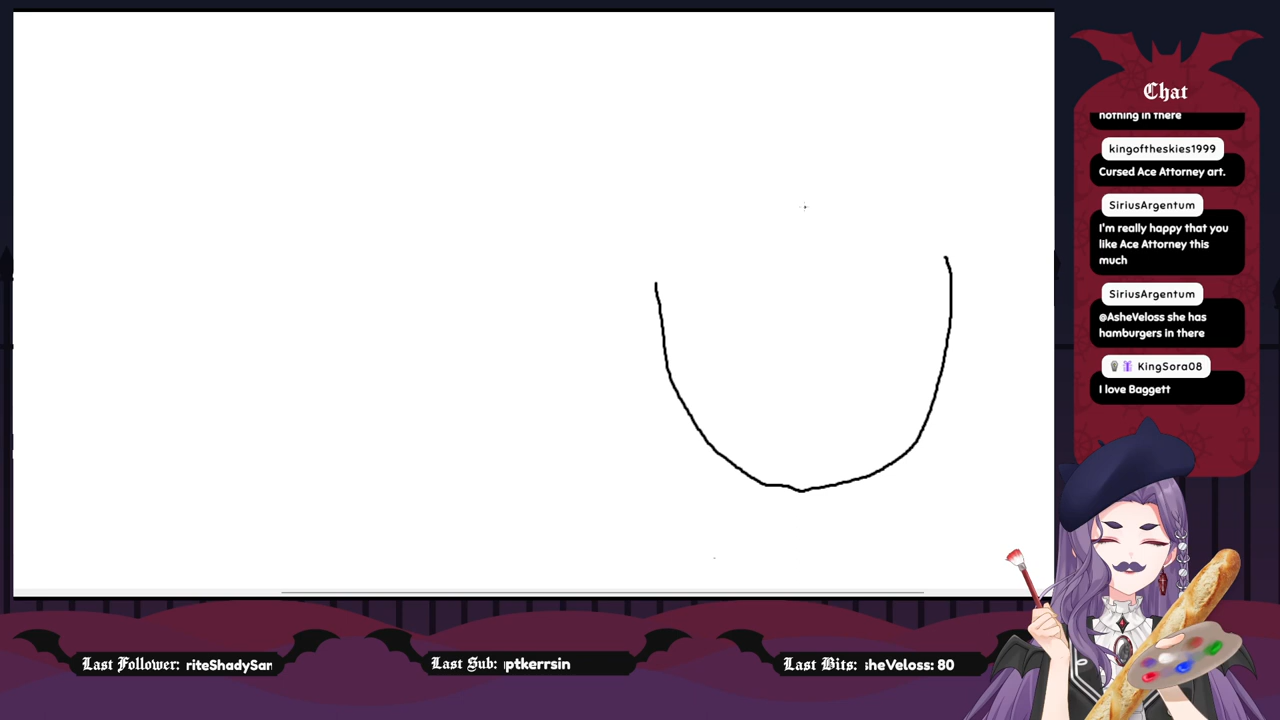 Chat
nothing in there
kingoftheskies1999
Cursed Ace Attorney art.
SiriusArgentum
I'm really happy that you
like Ace Attorney this
much
SiriusArgentum
@AsheVeloss she has
hamburgers in there
KingSora08
I love Baggett
Last Follower: riteShadySar
Last Sub: ptkerrsin
Last Bits: sheVeloss: 80